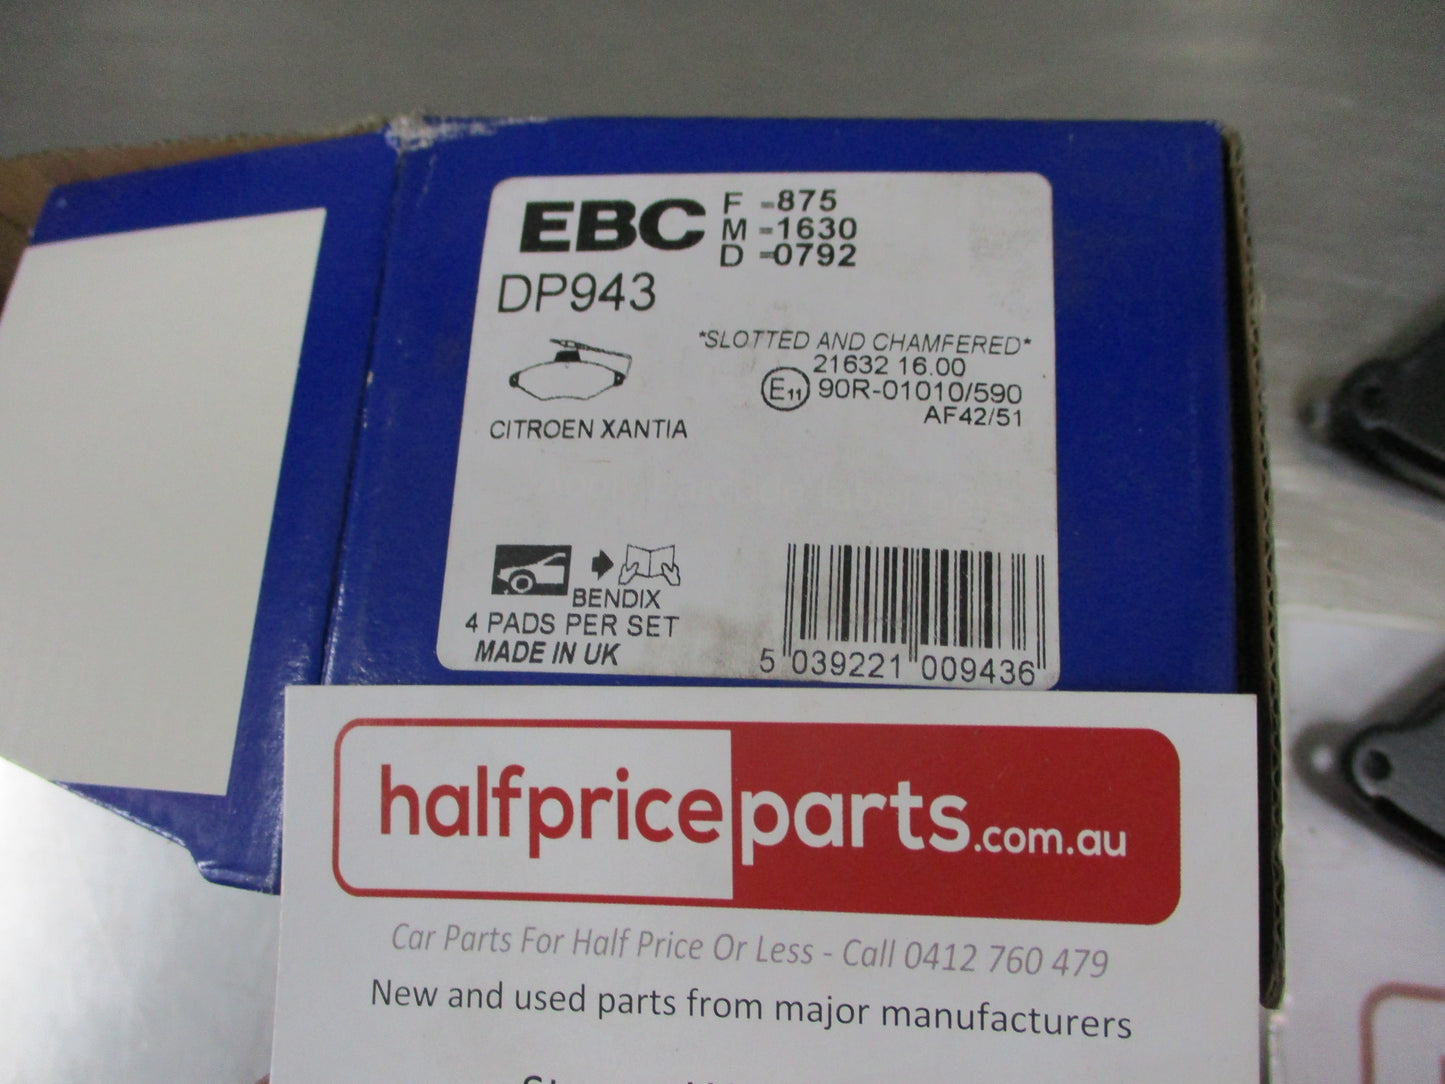 EBC
F -875
M -1630
D -0792
DP943
*SLOTTED AND CHAMFERED*
21632 16.00
E11 90R-01010/590
AF42/51
CITROEN XANTIA
BENDIX
4 PADS PER SET
MADE IN UK
5 039221 009436
halfpriceparts.com.au
Car Parts For Half Price Or Less - Call 0412 760 479
New and used parts from major manufacturers